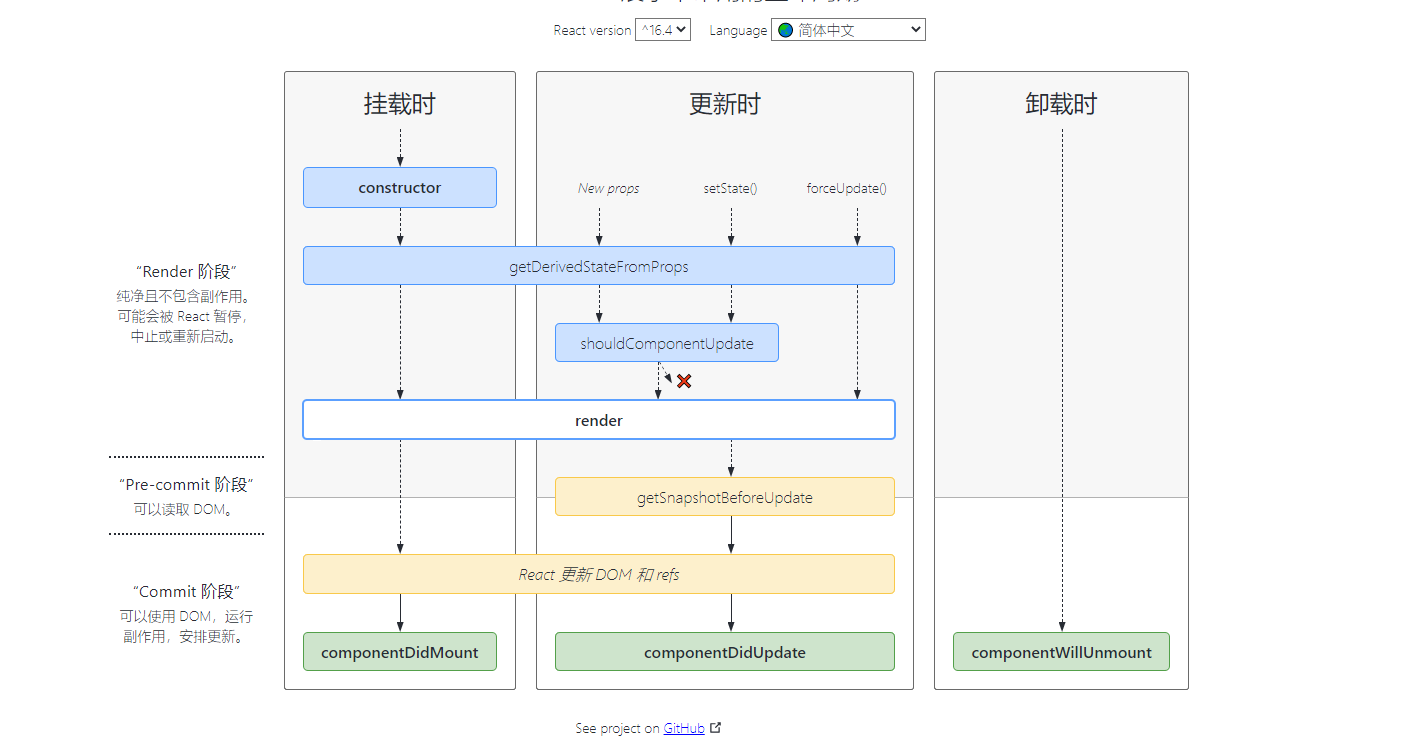 React version ^16.4 Language 简体中文
挂载时
更新时
卸载时
constructor
New props
setState()
forceUpdate()
getDerivedStateFromProps
“Render 阶段”
纯净且不包含副作用。
可能会被 React 暂停，
中止或重新启动。
shouldComponentUpdate
render
“Pre-commit 阶段”
可以读取 DOM。
getSnapshotBeforeUpdate
React 更新 DOM 和 refs
“Commit 阶段”
可以使用 DOM，运行
副作用，安排更新。
componentDidMount
componentDidUpdate
componentWillUnmount
See project on GitHub